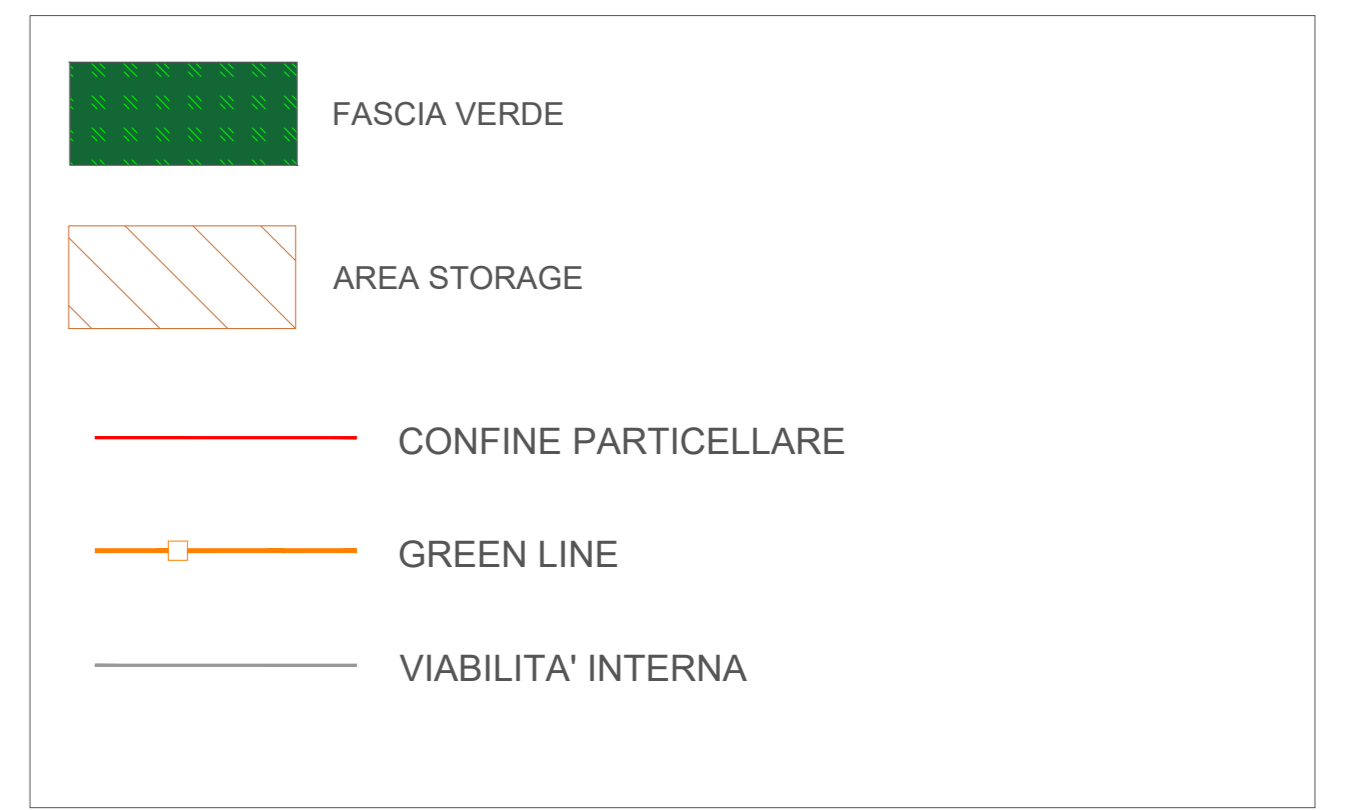 FASCIA VERDE
AREA STORAGE
CONFINE PARTICELLARE
GREEN LINE
VIABILITA' INTERNA